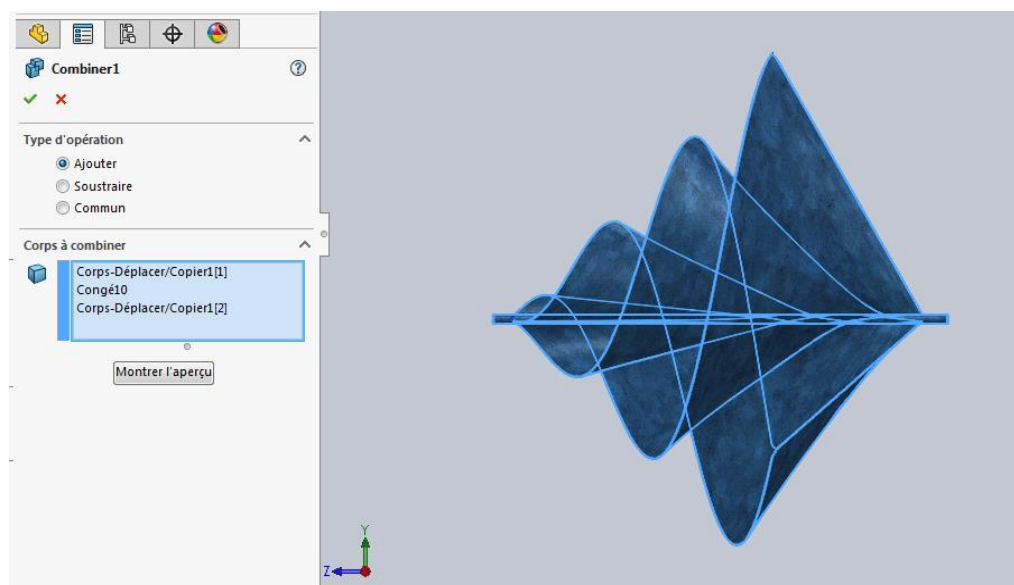 Combiner1
Type d'opération
Ajouter
Soustraire
Commun
Corps à combiner
Corps-Déplacer/Copier1[1]
Congé10
Corps-Déplacer/Copier1[2]
Montrer l'aperçu
Y
Z